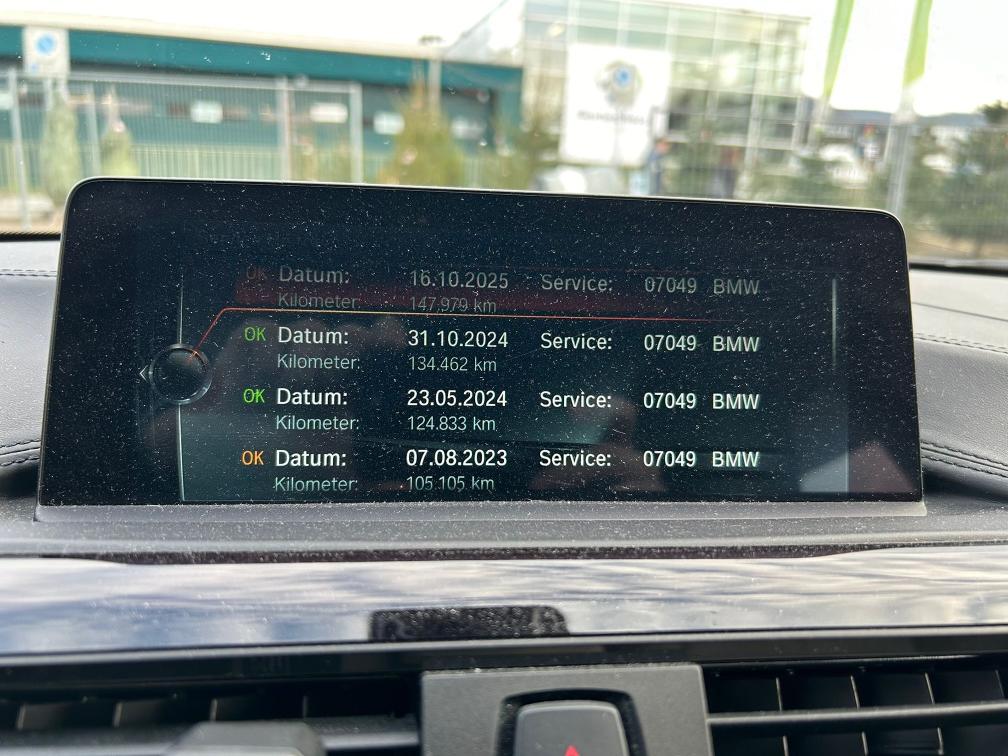 OK Datum: 16.10.2025 Service: 07049 BMW
Kilometer: 147.979 km
OK Datum: 31.10.2024 Service: 07049 BMW
Kilometer: 134.462 km
OK Datum: 23.05.2024 Service: 07049 BMW
Kilometer: 124.833 km
OK Datum: 07.08.2023 Service: 07049 BMW
Kilometer: 105.105 km